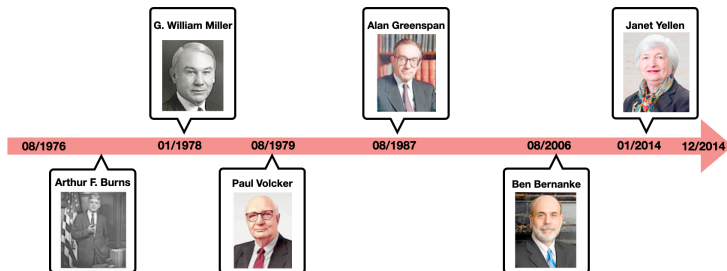 G. William Miller
Alan Greenspan
Janet Yellen
08/1976
01/1978
08/1979
08/1987
08/2006
01/2014
12/2014
Arthur F. Burns
Paul Volcker
Ben Bernanke